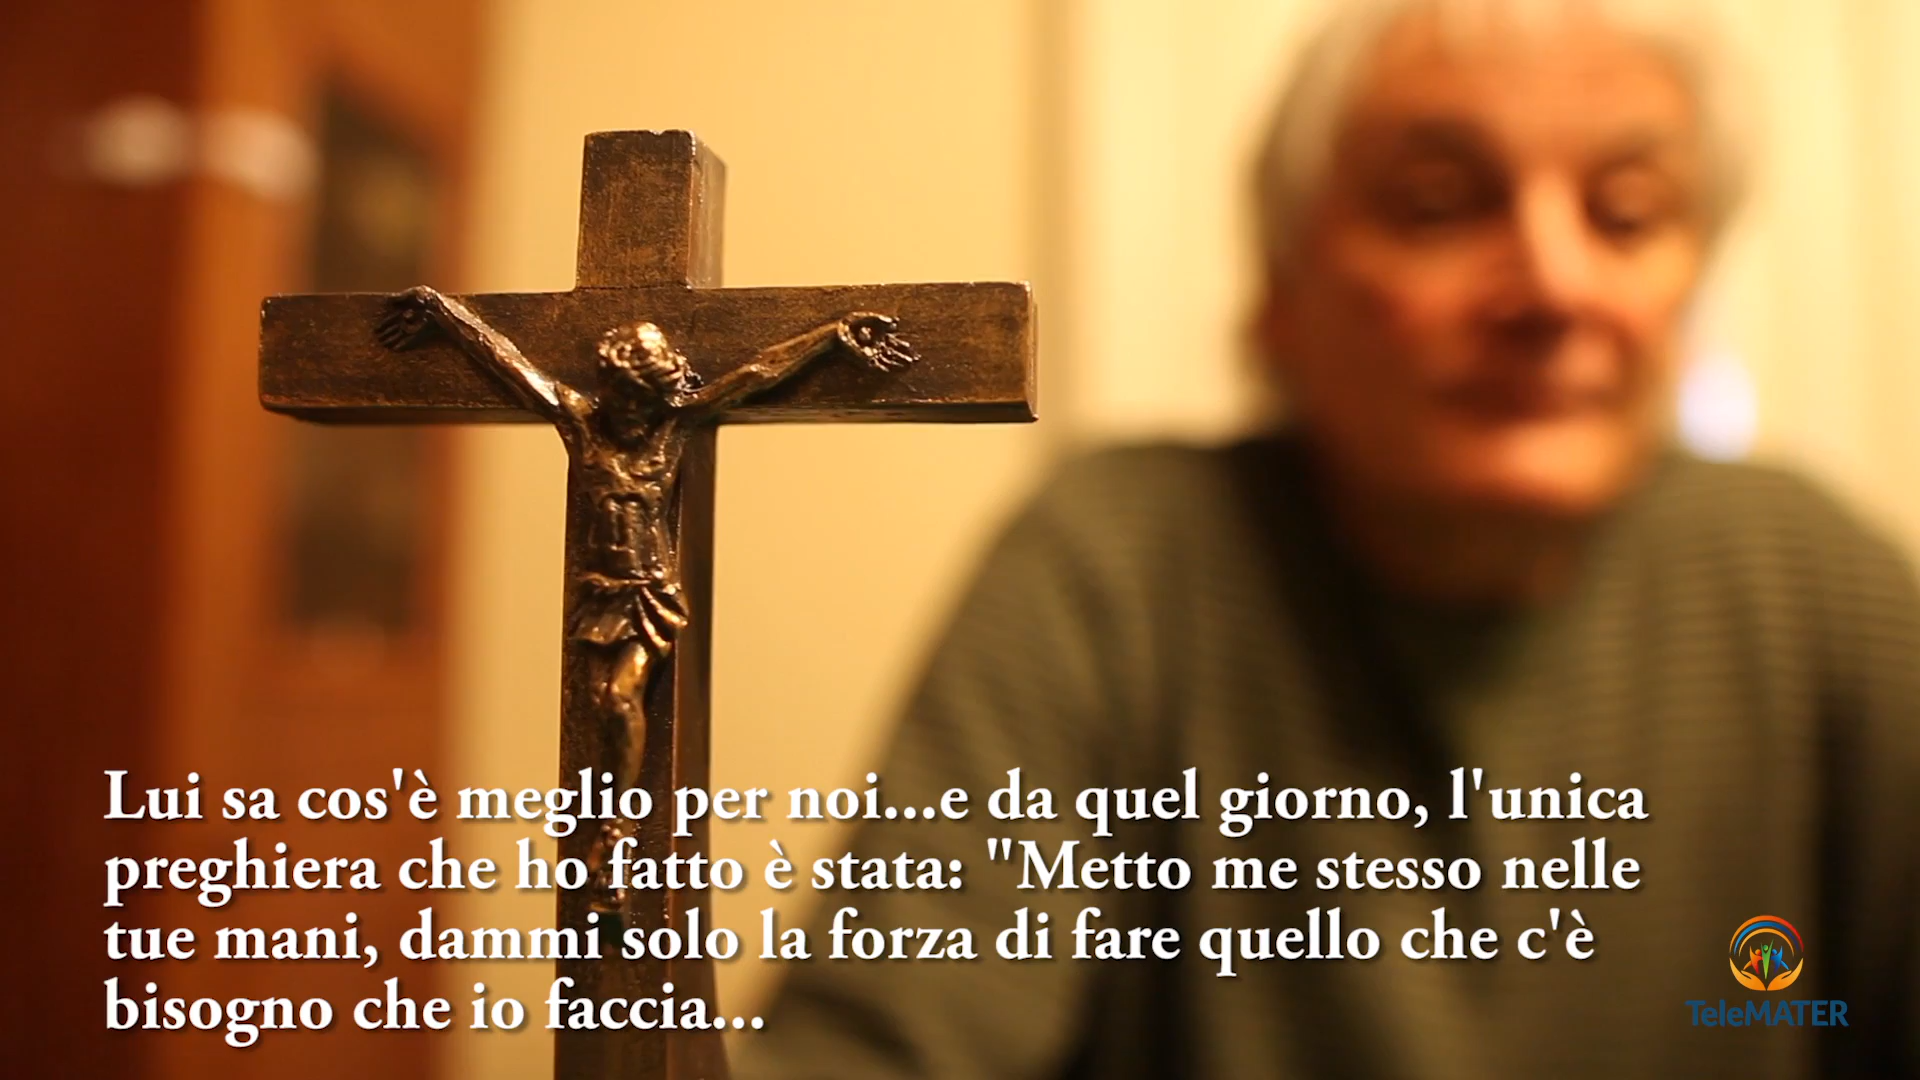 Lui sa cos'è meglio per noi...e da quel giorno, l'unica
preghiera che ho fatto è stata: "Metto me stesso nelle
tue mani, dammi solo la forza di fare quello che c'è
bisogno che io faccia...
TeleMATER